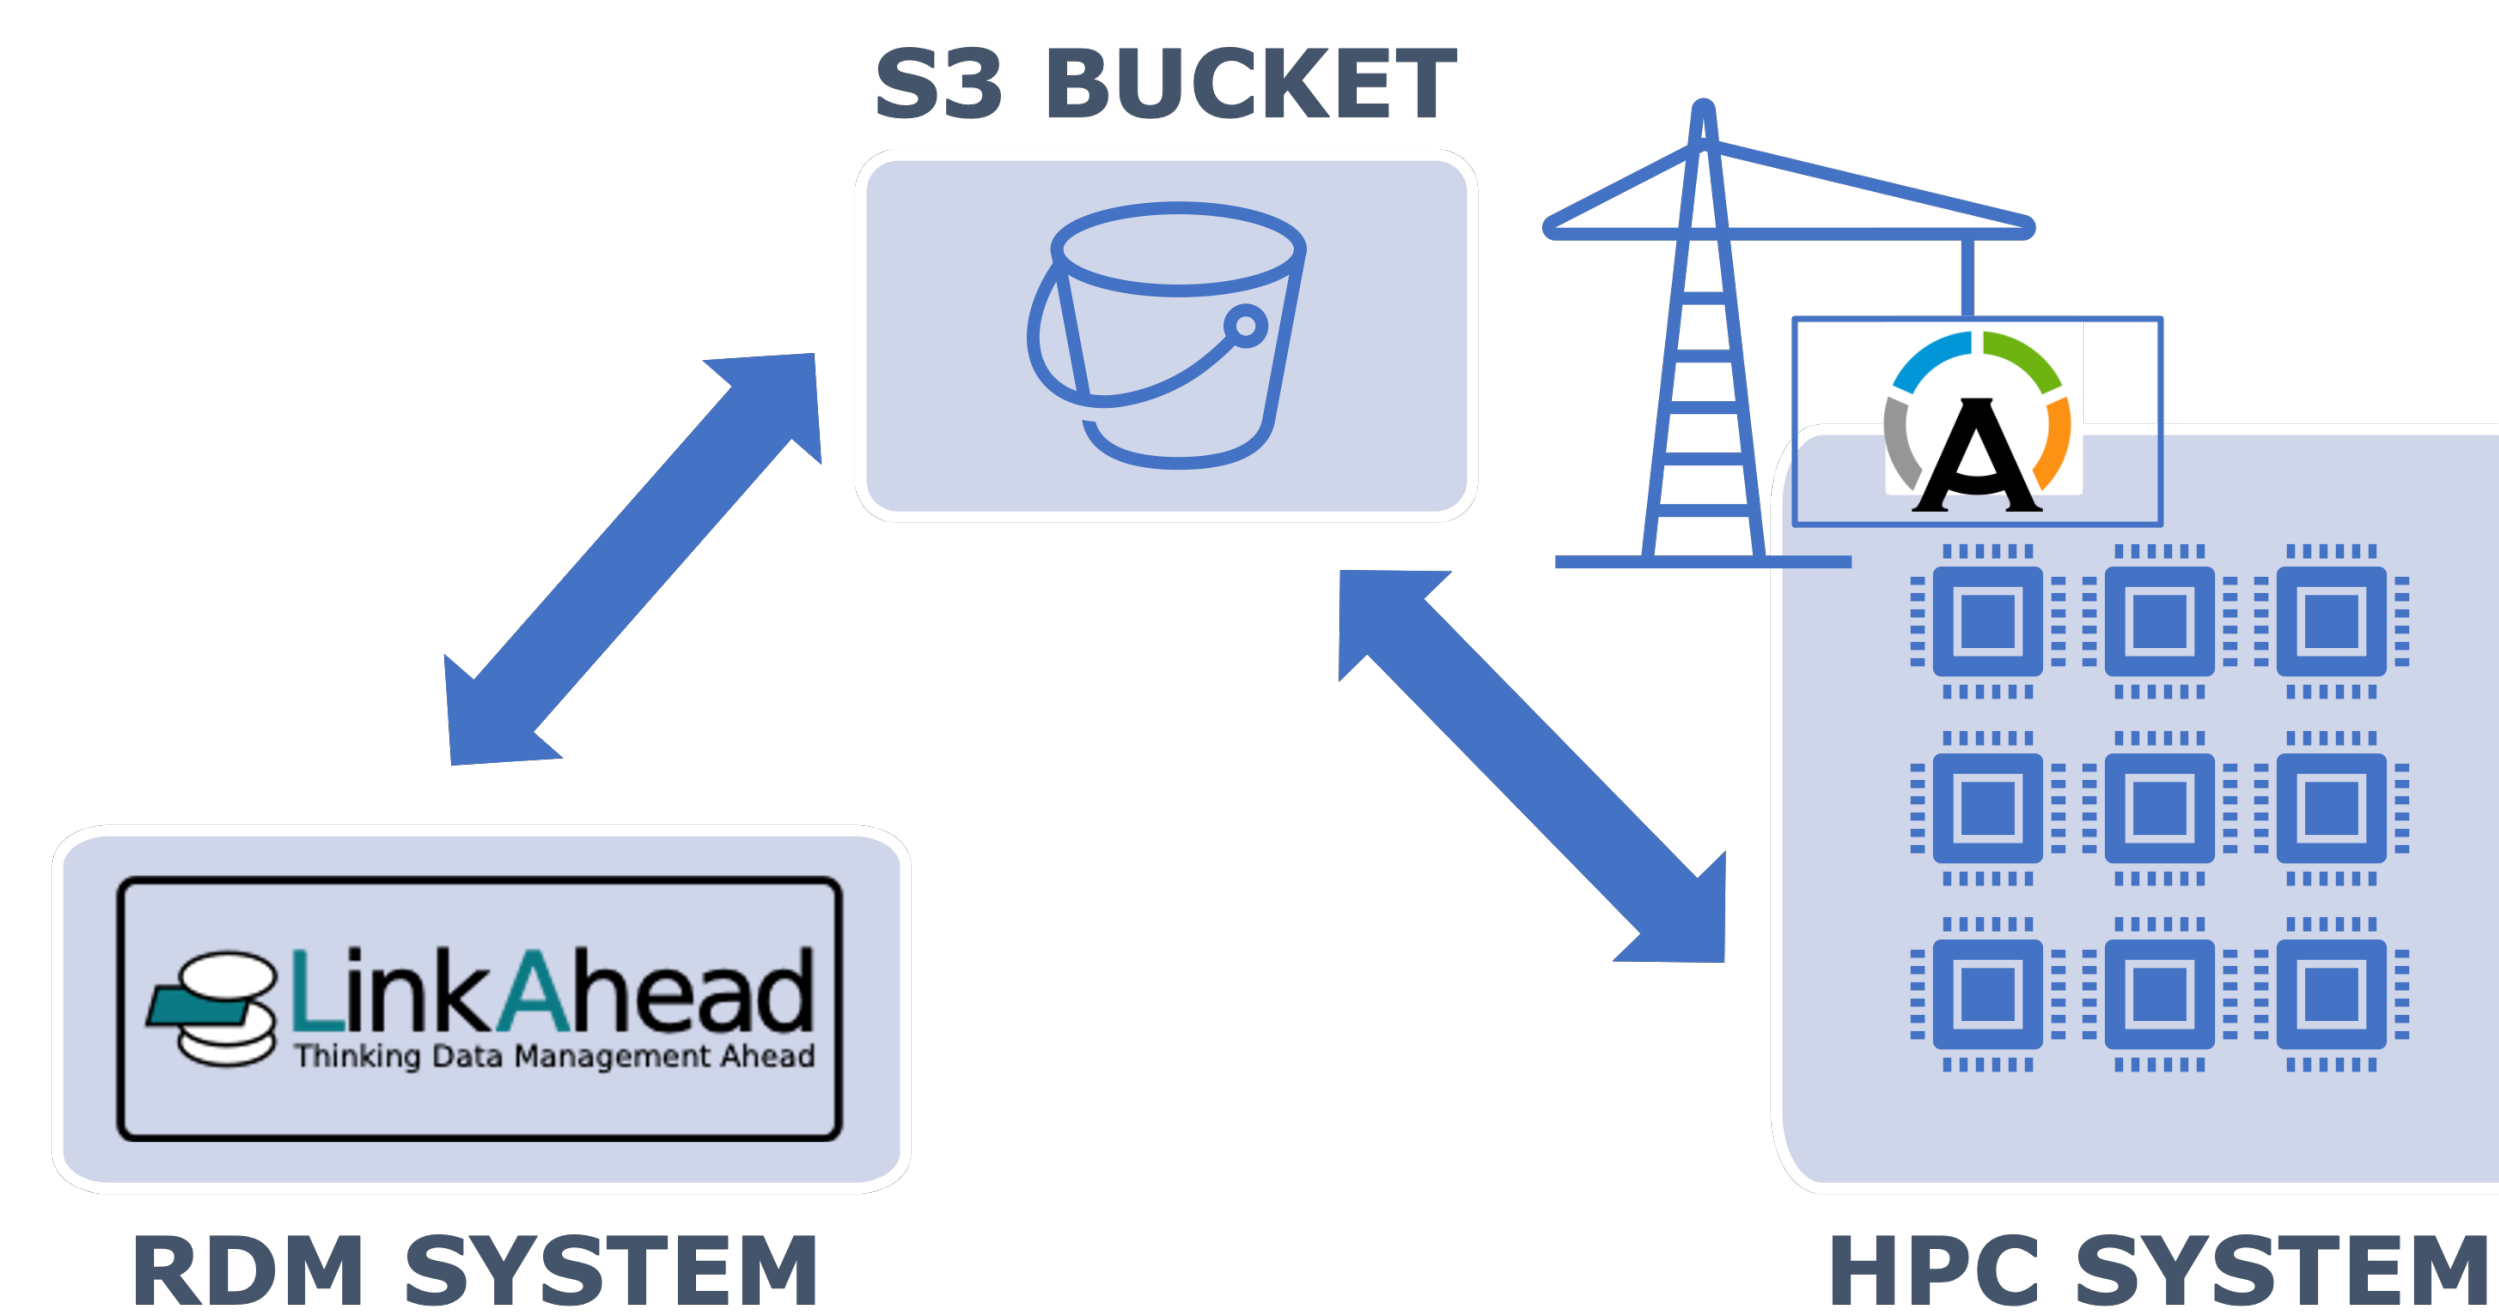 S3 BUCKET
A
LinkAhead
Thinking Data Management Ahead
RDM SYSTEM
HPC SYSTEM